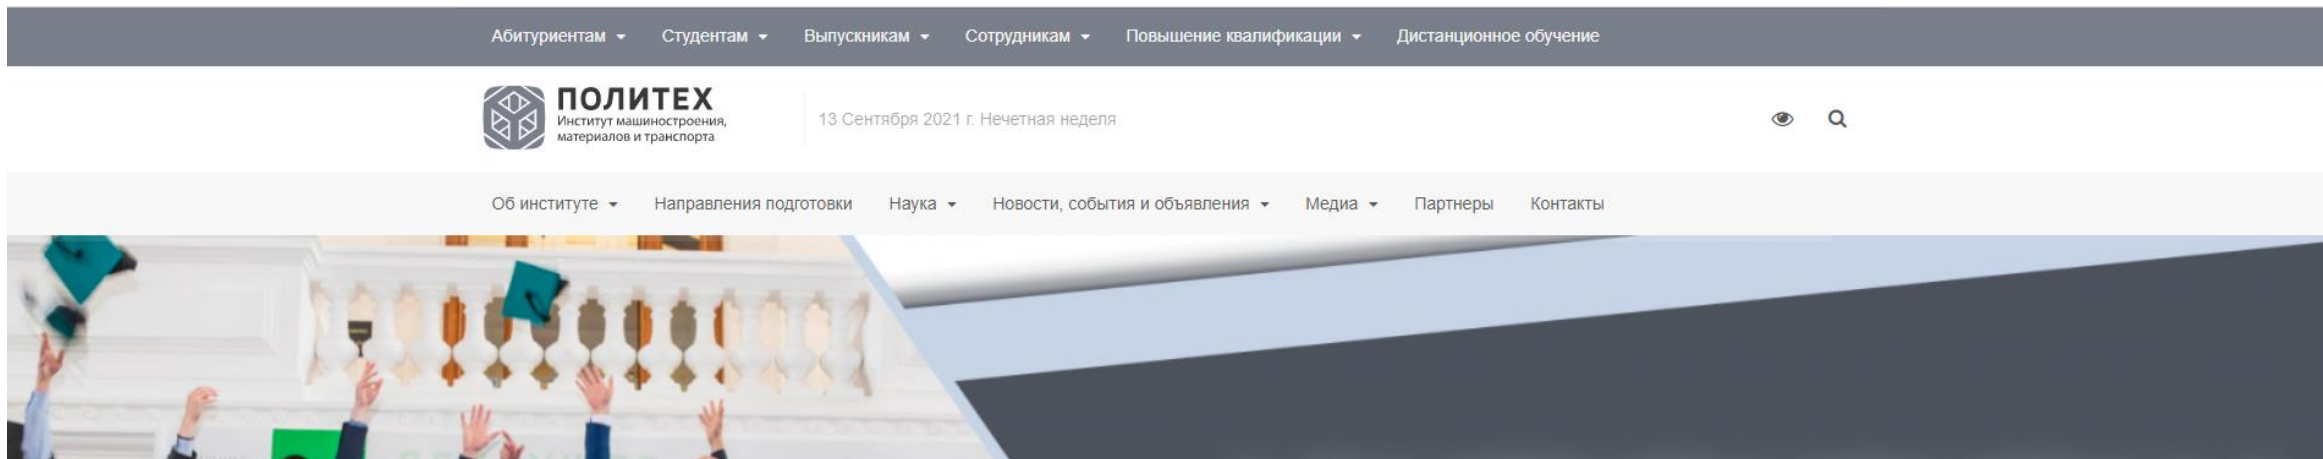 Абитуриентам Студентам Выпускникам Сотрудникам Повышение квалификации Дистанционное обучение
ПОЛИТЕХ
Институт машиностроения,
материалов и транспорта
13 Сентября 2021 г. Нечетная неделя
Об институте Направления подготовки Наука Новости, события и объявления Медиа Партнеры Контакты